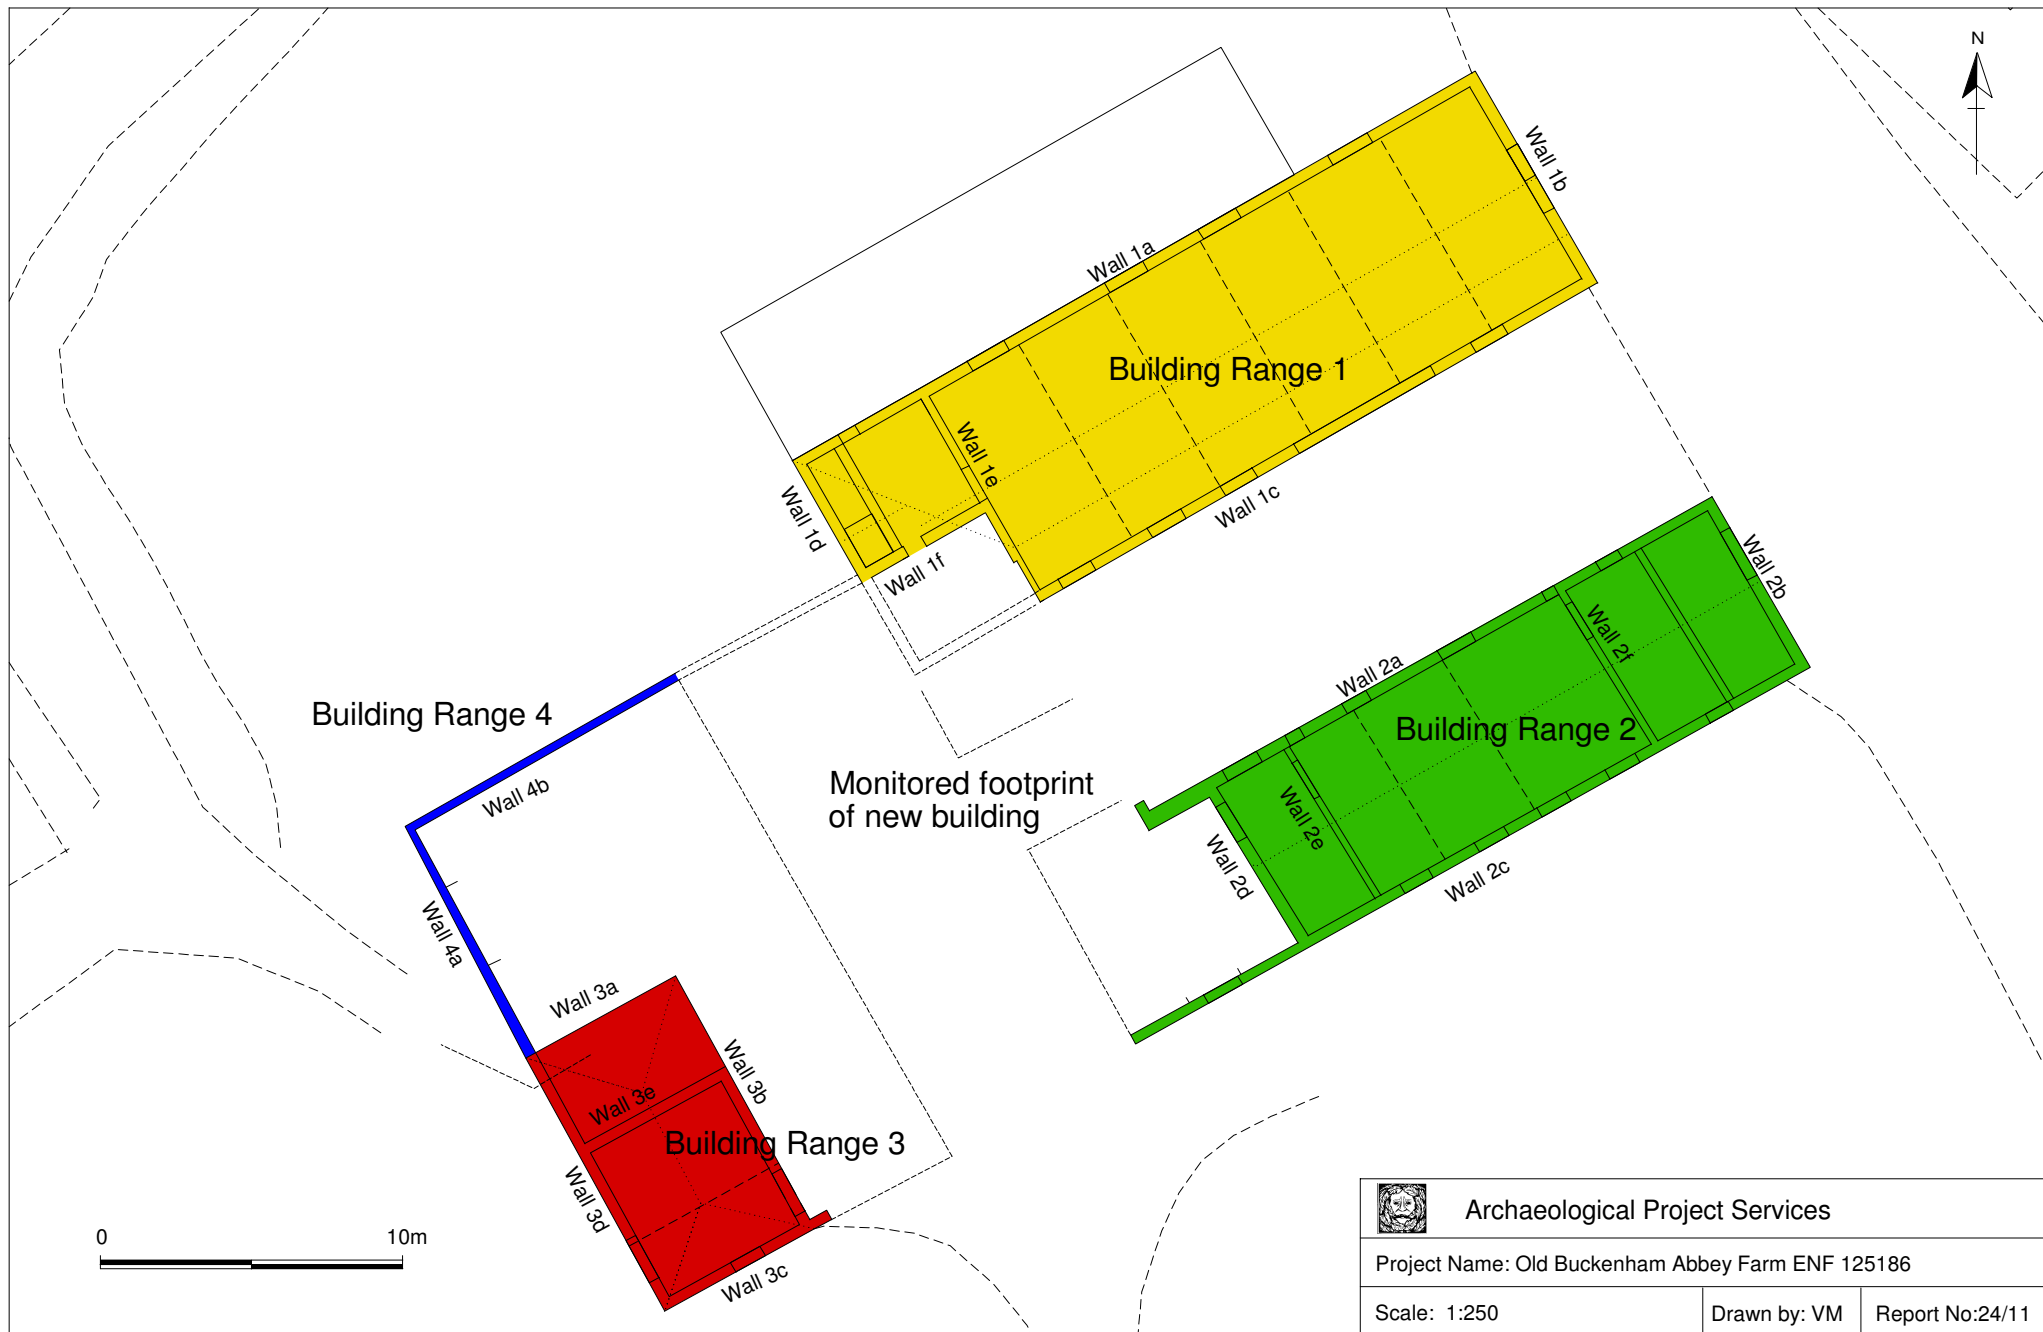 N
Wall 1b
Wall 1a
Building Range 1
Wall 1e
Wall 1d
Wall 1c
Wall 1f
Wall 2b
Wall 2f
Wall 2a
Building Range 2
Building Range 4
Wall 4b
Monitored footprint
of new building
Wall 2e
Wall 2d
Wall 2c
Wall 4a
Wall 3a
Wall 3b
Wall 3e
Building Range 3
Wall 3d
Wall 3c
0 10m
Archaeological Project Services
Project Name: Old Buckenham Abbey Farm ENF 125186
Scale: 1:250
Drawn by: VM
Report No:24/11